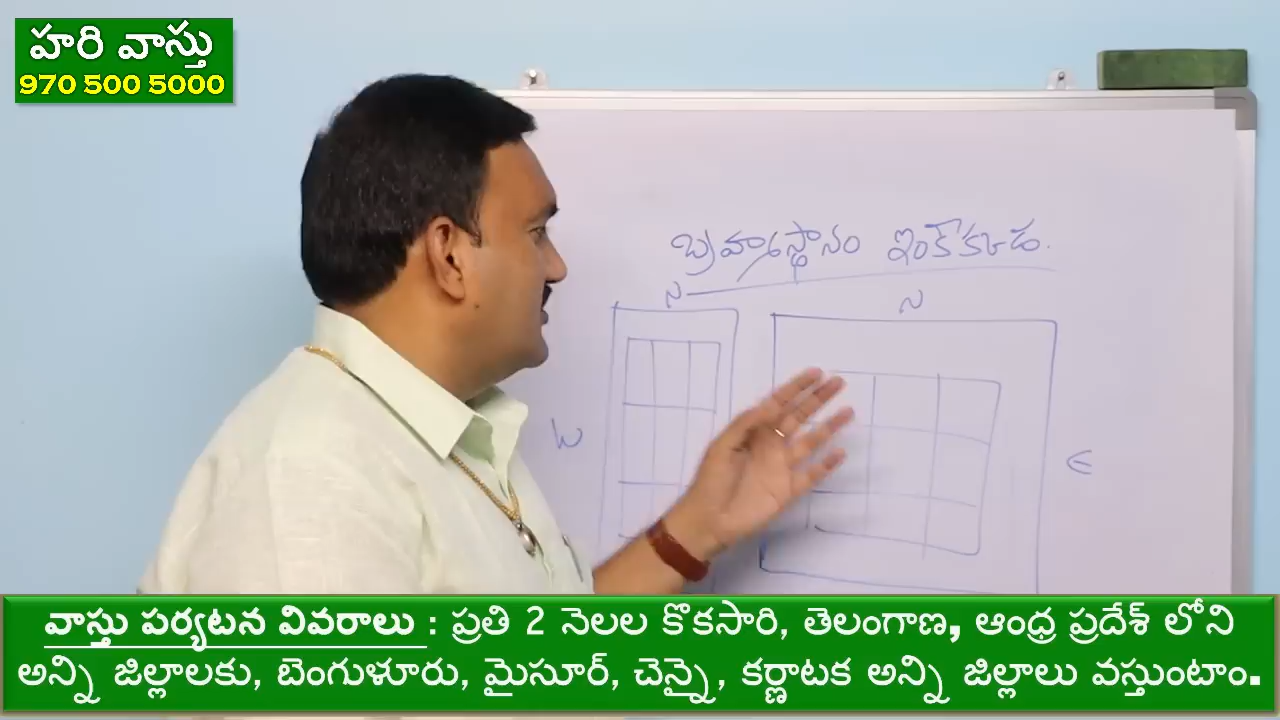 హరి వాస్తు
970 500 5000
బ్రహ్మస్థానం
N
N
W
E
వాస్తు పర్యటన వివరాలు : ప్రతి 2 నెలల కొకసారి, తెలంగాణ, ఆంధ్ర ప్రదేశ్ లోని
అన్ని జిల్లాలకు, బెంగుళూరు, మైసూర్, చెన్నై, కర్ణాటక అన్ని జిల్లాలు వస్తుంటాం.